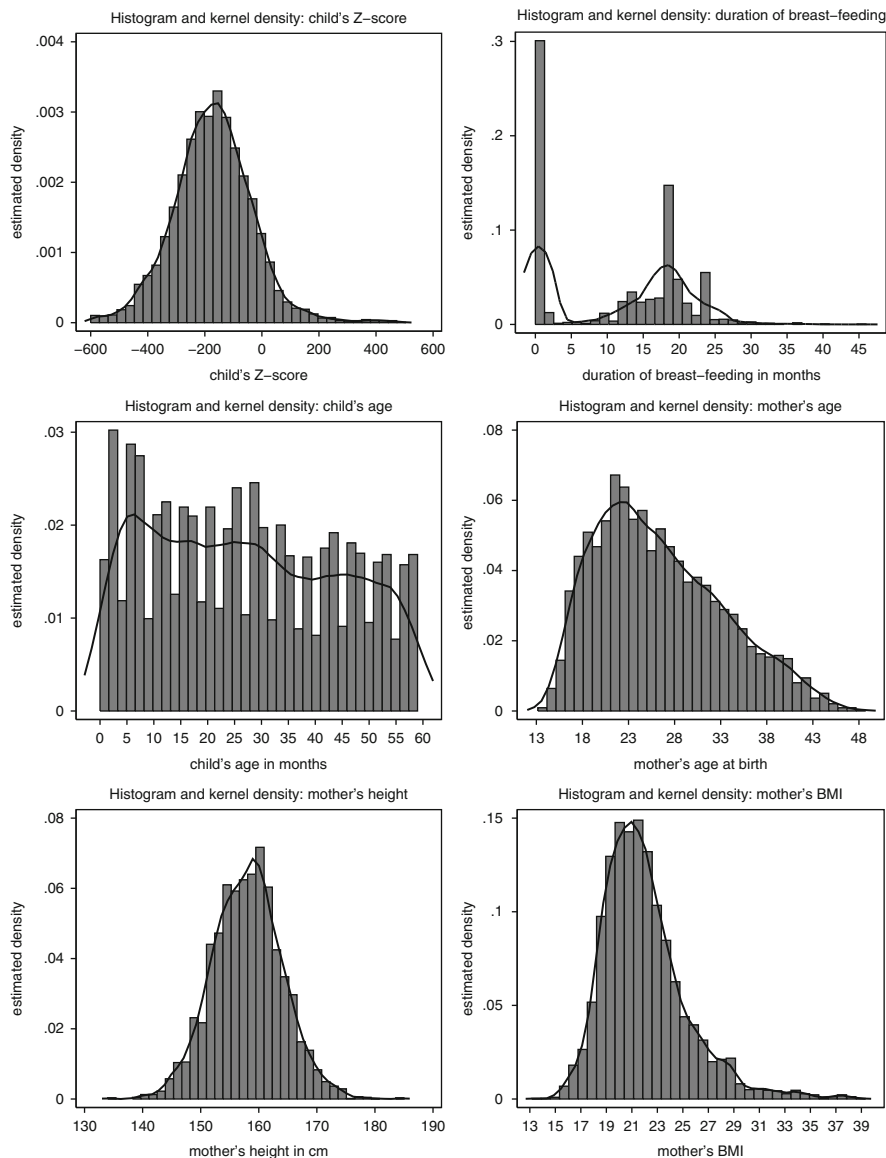 Histogram and kernel density: child's Z−score
.004
.003
.002
.001
0
estimated density
−600 −400 −200 0 200 400 600
child's Z−score
Histogram and kernel density: duration of breast−feeding
.3
.2
.1
0
estimated density
0 5 10 15 20 25 30 35 40 45
duration of breast−feeding in months
Histogram and kernel density: child's age
.03
.02
.01
0
estimated density
0 5 10 15 20 25 30 35 40 45 50 55 60
child's age in months
Histogram and kernel density: mother's age
.08
.06
.04
.02
0
estimated density
13 18 23 28 33 38 43 48
mother's age at birth
Histogram and kernel density: mother's height
.08
.06
.04
.02
0
estimated density
130 140 150 160 170 180 190
mother's height in cm
Histogram and kernel density: mother's BMI
.15
.1
.05
0
estimated density
13 15 17 19 21 23 25 27 29 31 33 35 37 39
mother's BMI